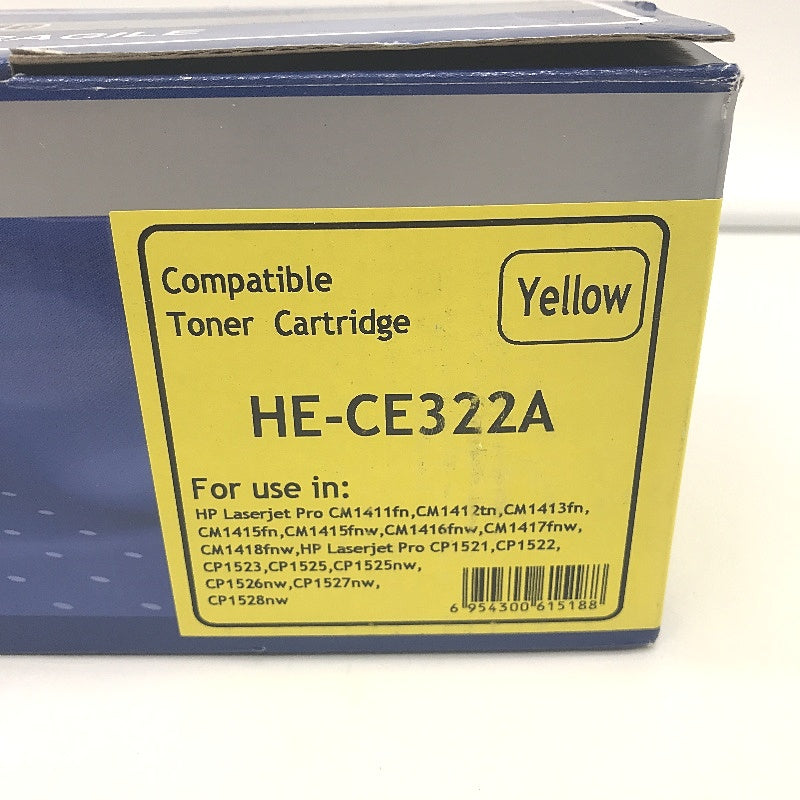 Compatible
Toner Cartridge
Yellow
HE-CE322A
For use in:
HP Laserjet Pro CM1411fn,CM1412tn,CM1413fn,
CM1415fn,CM1415fnw,CM1416fnw,CM1417fnw,
CM1418fnw,HP Laserjet Pro CP1521,CP1522,
CP1523,CP1525,CP1525nw,
CP1526nw,CP1527nw,
CP1528nw
6 954300 615188